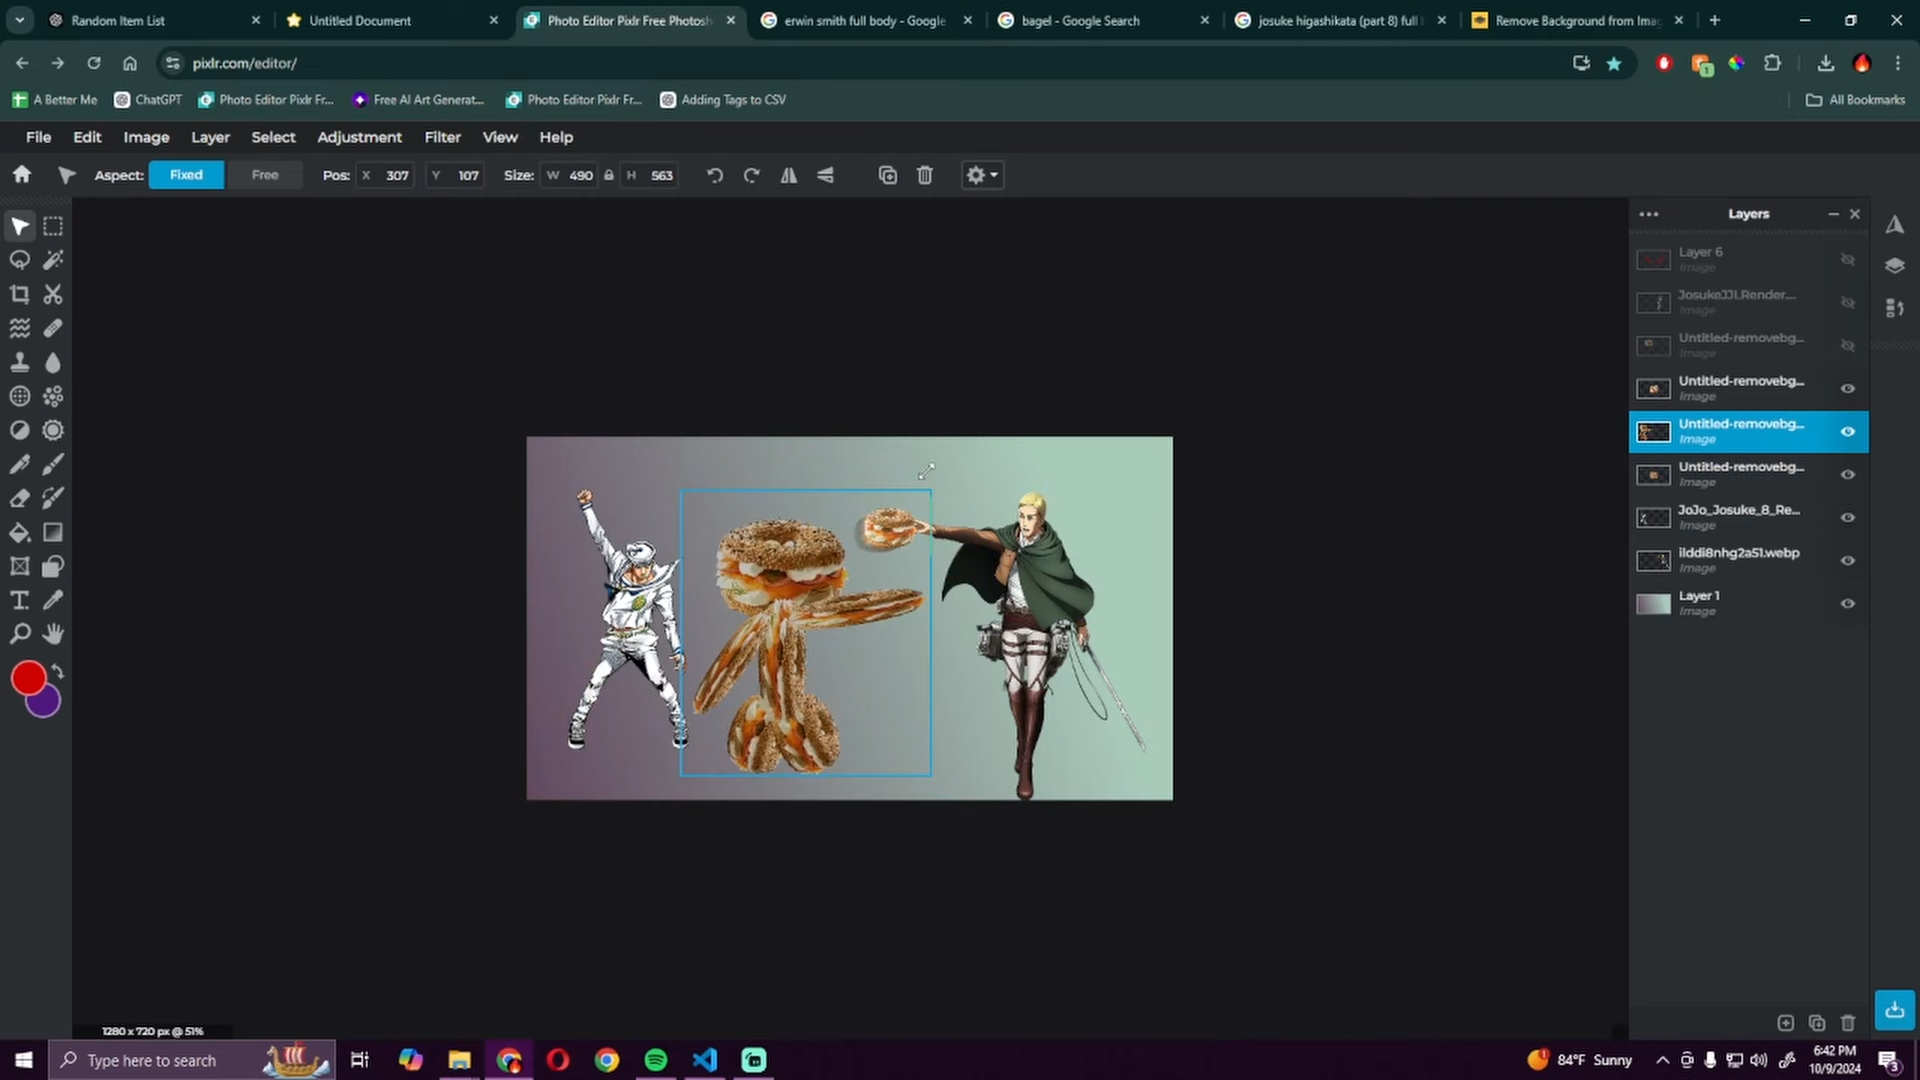 Random Item List
Untitled Document
Photo Editor Pixlr Free Photosh
erwin smith full body - Google
bagel - Google Search
josuke higashikata (part 8) full
Remove Background from Imag
pixlr.com/editor/
1
A Better Me
ChatGPT
Photo Editor Pixlr Fr...
Free AI Art Generat...
Photo Editor Pixlr Fr...
Adding Tags to CSV
All Bookmarks
File Edit Image Layer Select Adjustment Filter View Help
Aspect: Fixed Free Pos: X 307 Y 107 Size: W 490 H 563
Layers
Layer 6
Image
JosukeJJLRender....
Image
Untitled-removebg...
Image
Untitled-removebg...
Image
Untitled-removebg...
Image
Untitled-removebg...
Image
JoJo_Josuke_8_Re...
Image
ilddi8nhg2a51.webp
Image
Layer 1
Image
1280 x 720 px @ 51%
Type here to search
84°F Sunny
6:42 PM
10/9/2024
3